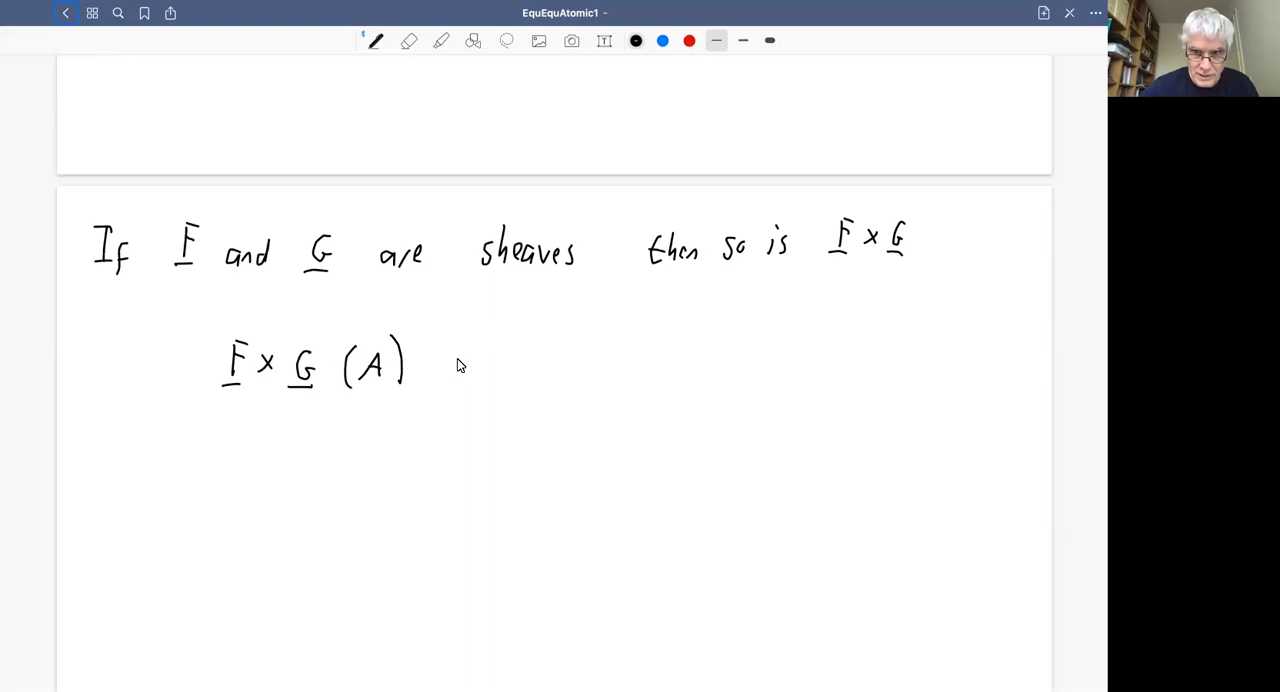 EquEquAtomic1
If F and G are sheaves then so is F × G
F × G (A)